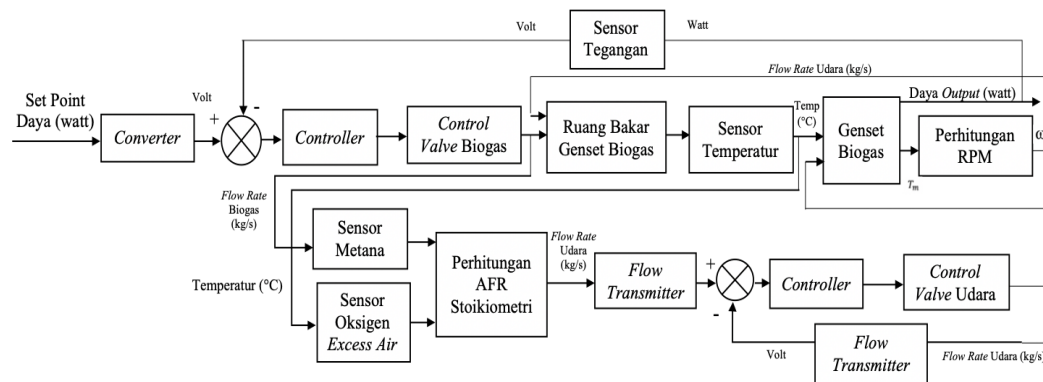 Volt
Sensor
Tegangan
Watt
Flow Rate Udara (kg/s)
Set Point
Daya (watt)
Volt
+
-
Converter
Controller
Control
Valve Biogas
Ruang Bakar
Genset Biogas
Sensor
Temperatur
Temp
(°C)
Genset
Biogas
Daya Output (watt)
Perhitungan
RPM
ω
Tm
Flow Rate
Biogas
(kg/s)
Sensor
Metana
Temperatur (°C)
Sensor
Oksigen
Excess Air
Perhitungan
AFR
Stoikiometri
Flow Rate
Udara
(kg/s)
Flow
Transmitter
+
-
Controller
Control
Valve Udara
Volt
Flow
Transmitter
Flow Rate Udara (kg/s)